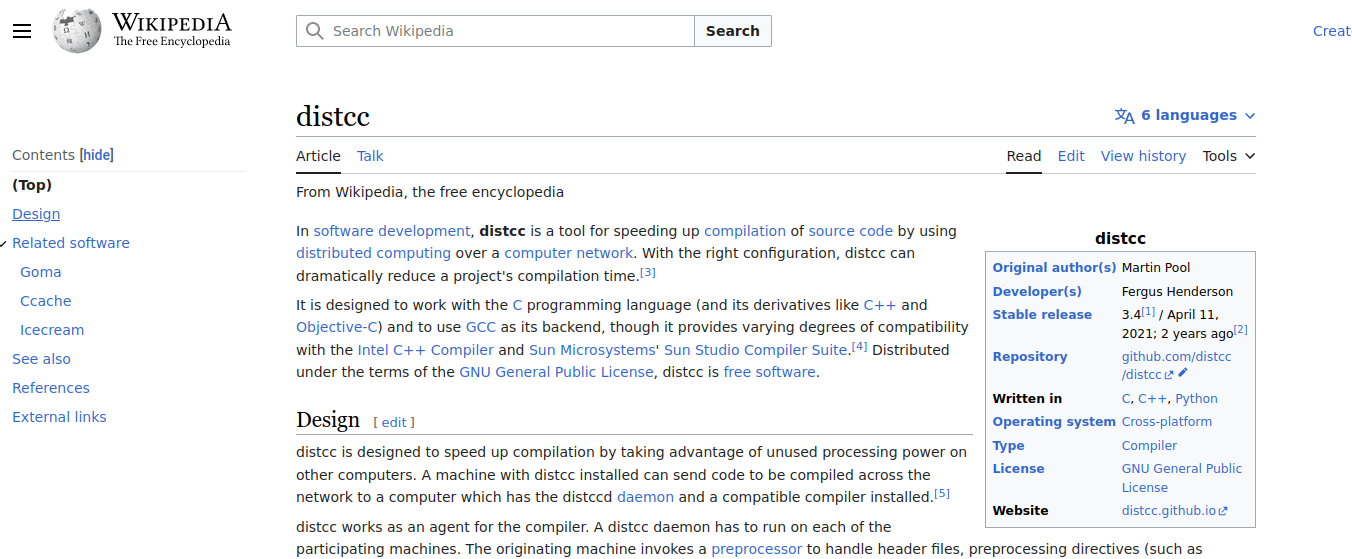 WIKIPEDIA
The Free Encyclopedia
Search Wikipedia
Search
Creat
distcc
6 languages
Article Talk
Read Edit View history Tools
From Wikipedia, the free encyclopedia
Contents [hide]
(Top)
Design
Related software
Goma
Ccache
Icecream
See also
References
External links
In software development, distcc is a tool for speeding up compilation of source code by using
distributed computing over a computer network. With the right configuration, distcc can
dramatically reduce a project's compilation time.[3]
It is designed to work with the C programming language (and its derivatives like C++ and
Objective-C) and to use GCC as its backend, though it provides varying degrees of compatibility
with the Intel C++ Compiler and Sun Microsystems' Sun Studio Compiler Suite.[4] Distributed
under the terms of the GNU General Public License, distcc is free software.
distcc
Original author(s) Martin Pool
Developer(s) Fergus Henderson
Stable release 3.4[1] / April 11,
2021; 2 years ago[2]
Repository github.com/distcc
/distcc
Written in C, C++, Python
Operating system Cross-platform
Type Compiler
License GNU General Public
License
Website distcc.github.io
Design [ edit ]
distcc is designed to speed up compilation by taking advantage of unused processing power on
other computers. A machine with distcc installed can send code to be compiled across the
network to a computer which has the distccd daemon and a compatible compiler installed.[5]
distcc works as an agent for the compiler. A distcc daemon has to run on each of the
participating machines. The originating machine invokes a preprocessor to handle header files, preprocessing directives (such as